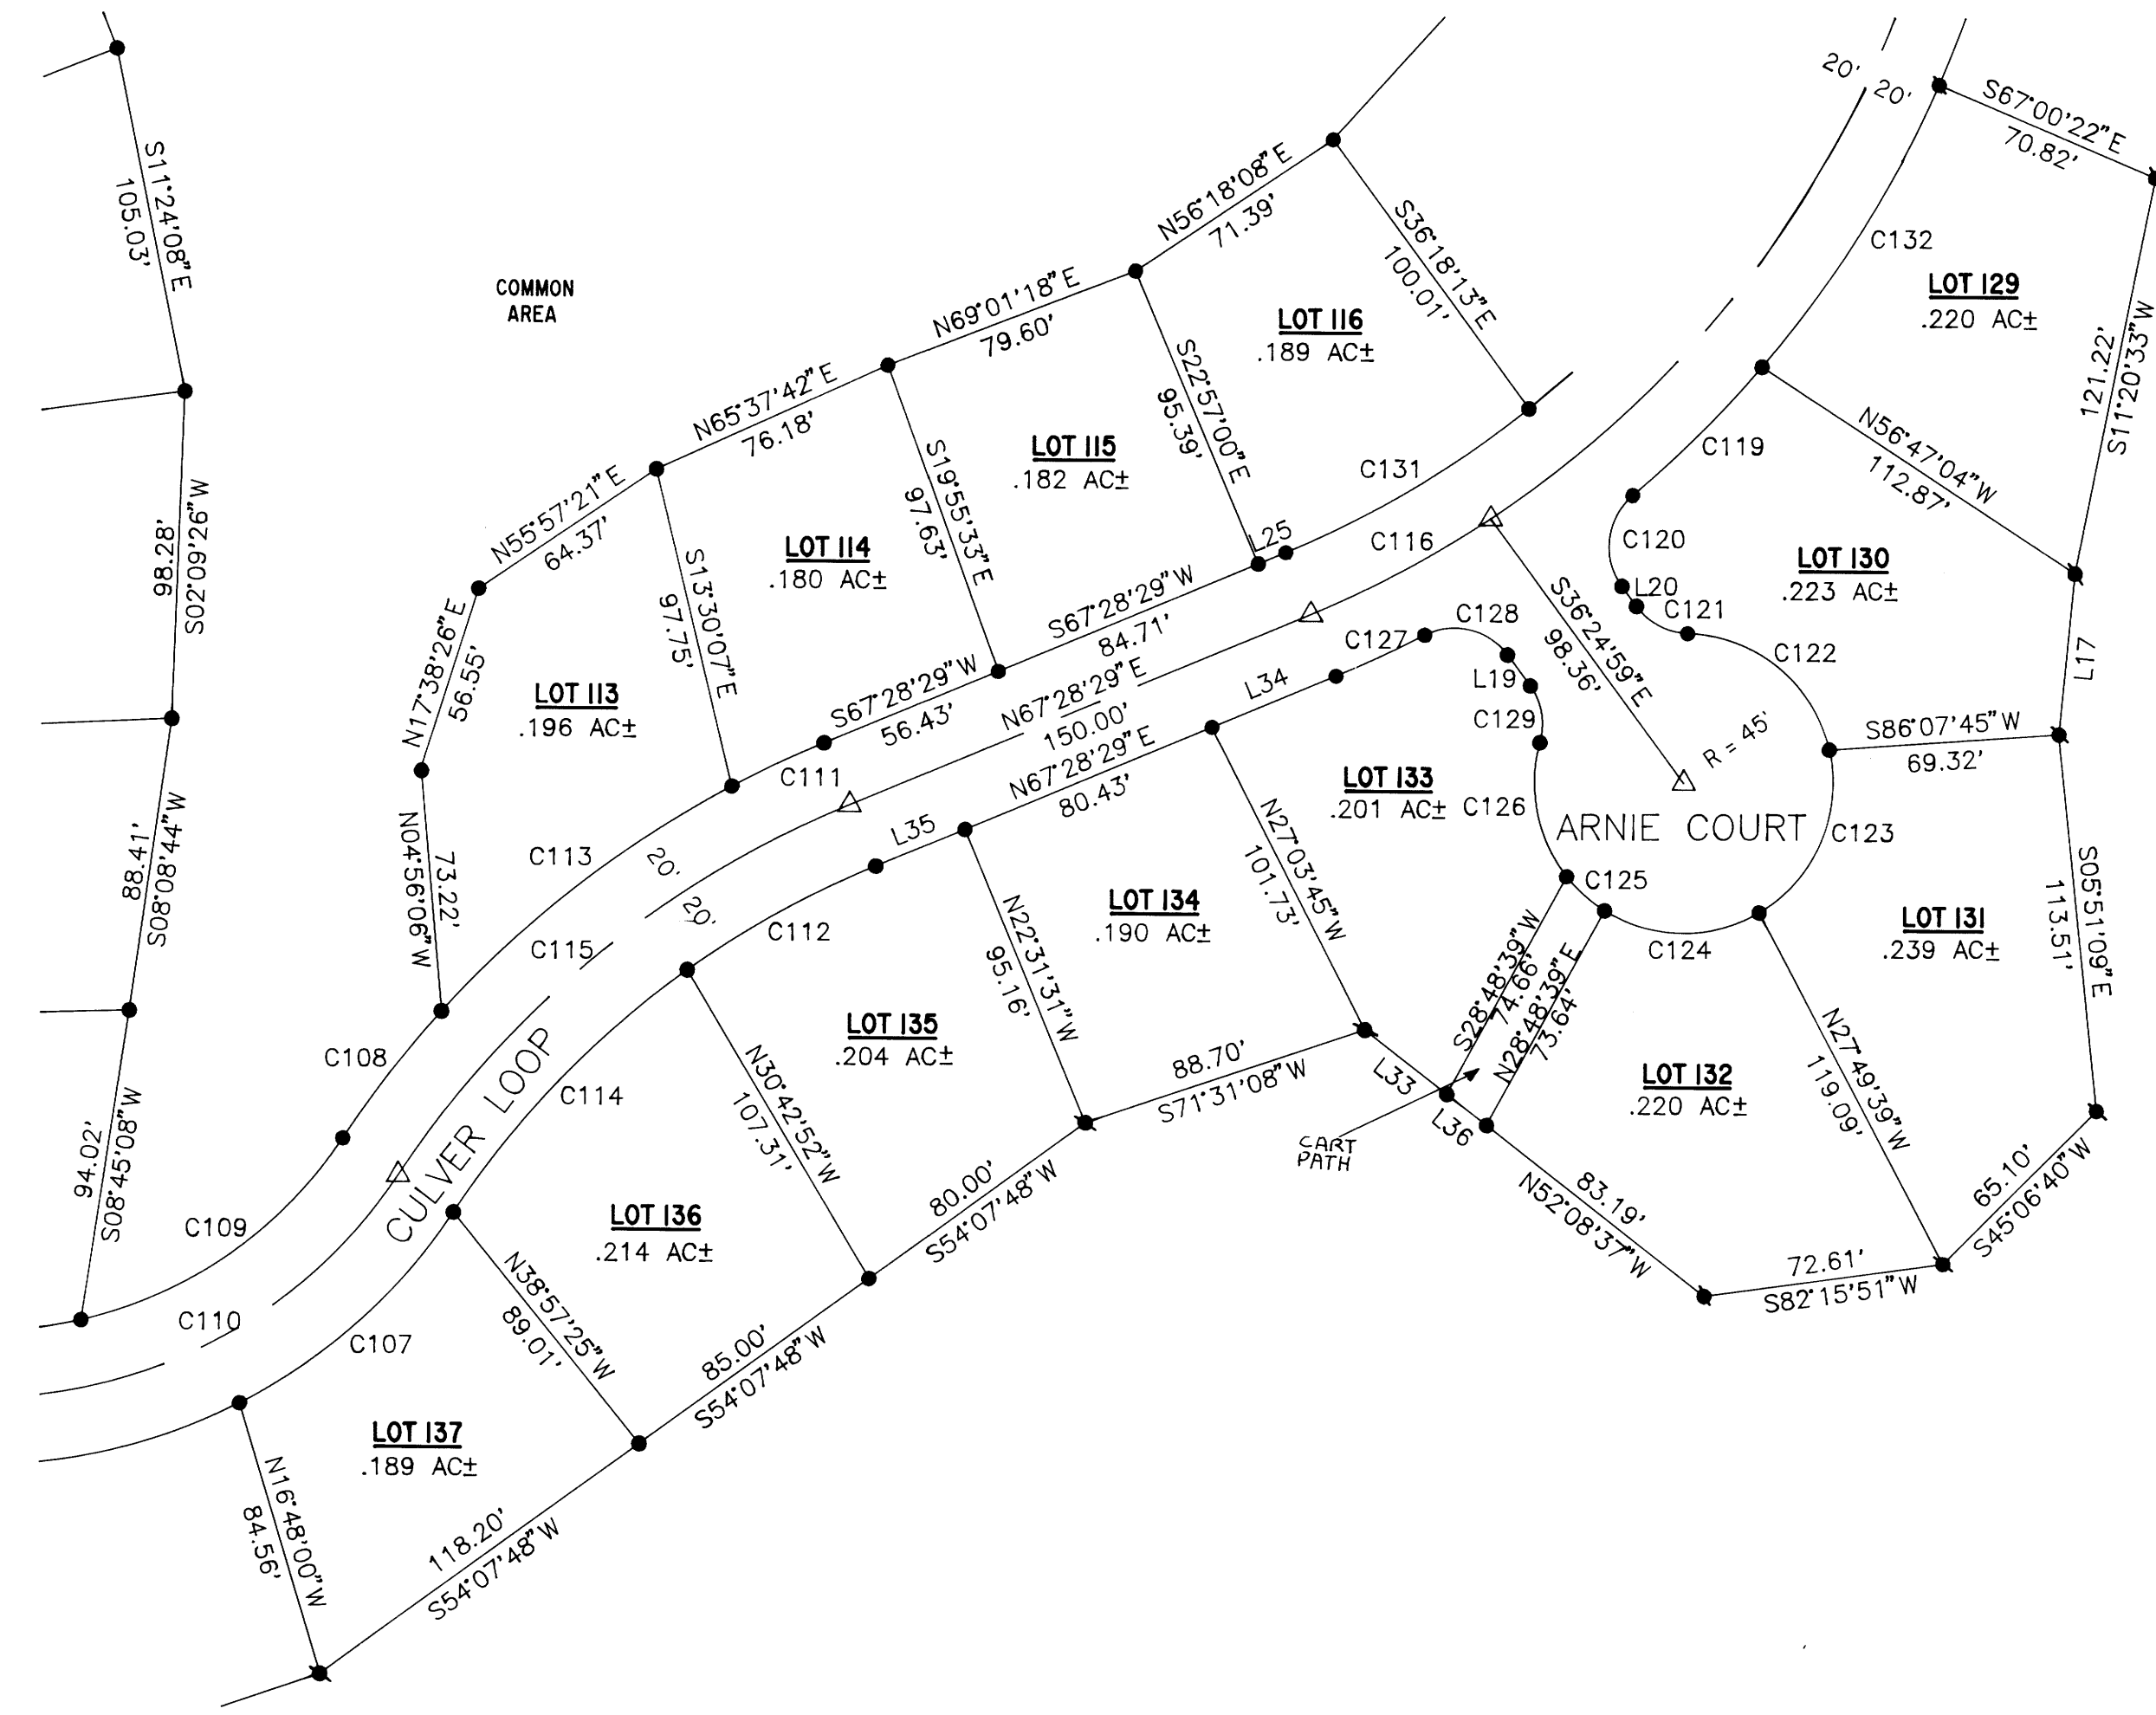 S11°24'08"E
105.03'
98.28'
S02°09'26"W
88.41'
S08°08'44"W
94.02'
S08°45'08"W
COMMON
AREA
N04°56'06"W
73.22'
N17°38'26"E
56.55'
N55°57'21"E
64.37'
LOT 113
.196 AC±
S13°30'07"E
97.75'
N65°37'42"E
76.18'
LOT 114
.180 AC±
S19°55'33"E
97.63'
N69°01'18"E
79.60'
LOT 115
.182 AC±
S22°57'00"E
95.39'
N56°18'08"E
71.39'
LOT 116
.189 AC±
S36°18'13"E
100.01'
C108
C109
C113
C111
S67°28'29"W
56.43'
S67°28'29"W
84.71'
L25
C131
C110
C115
20'
20'
N67°28'29"E
150.00'
C116
20'
20'
CULVER LOOP
C107
C114
C112
L35
N67°28'29"E
80.43'
L34
C127
C128
L19
C129
C126
C125
C124
C123
C122
C121
L20
C120
C119
C132
S36°24'59"E
98.36'
R = 45'
ARNIE COURT
S67°00'22"E
70.82'
LOT 129
.220 AC±
121.22'
S11°20'33"W
N56°47'04"W
112.87'
LOT 130
.223 AC±
L17
S86°07'45"W
69.32'
LOT 131
.239 AC±
S05°51'09"E
113.51'
65.10'
S45°06'40"W
N27°49'39"W
119.09'
LOT 132
.220 AC±
72.61'
S82°15'51"W
83.19'
N52°08'37"W
S28°48'39"W
74.66'
N28°48'39"E
73.64'
L36
L33
CART
PATH
LOT 133
.201 AC±
N27°03'45"W
101.73'
LOT 134
.190 AC±
88.70'
S71°31'08"W
N22°31'31"W
95.16'
LOT 135
.204 AC±
80.00'
S54°07'48"W
N30°42'52"W
107.31'
LOT 136
.214 AC±
85.00'
S54°07'48"W
N38°57'25"W
89.01'
LOT 137
.189 AC±
118.20'
S54°07'48"W
N16°48'00"W
84.56'